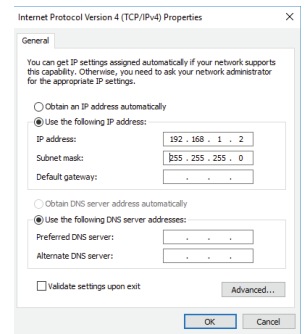 Internet Protocol Version 4 (TCP/IPv4) Properties
General
You can get IP settings assigned automatically if your network supports
this capability. Otherwise, you need to ask your network administrator
for the appropriate IP settings.
Obtain an IP address automatically
Use the following IP address:
IP address: 192 . 168 . 1 . 2
Subnet mask: 255 . 255 . 255 . 0
Default gateway: . . .
Obtain DNS server address automatically
Use the following DNS server addresses:
Preferred DNS server: . . .
Alternate DNS server: . . .
Validate settings upon exit
Advanced...
OK Cancel